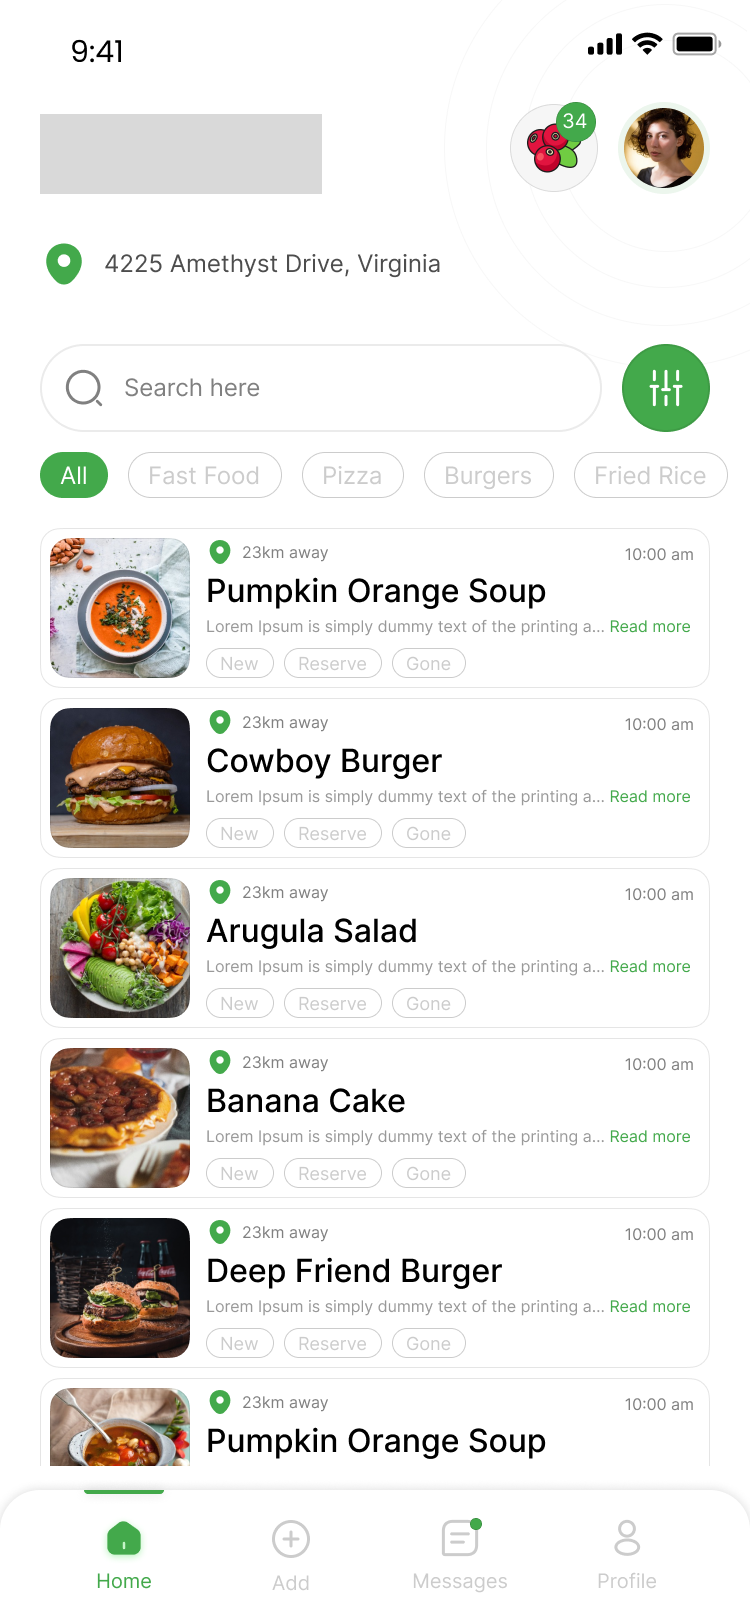 9:41
34
4225 Amethyst Drive, Virginia
Search here
All Fast Food Pizza Burgers Fried Rice
23km away 10:00 am
Pumpkin Orange Soup
Lorem Ipsum is simply dummy text of the printing a... Read more
New Reserve Gone
23km away 10:00 am
Cowboy Burger
Lorem Ipsum is simply dummy text of the printing a... Read more
New Reserve Gone
23km away 10:00 am
Arugula Salad
Lorem Ipsum is simply dummy text of the printing a... Read more
New Reserve Gone
23km away 10:00 am
Banana Cake
Lorem Ipsum is simply dummy text of the printing a... Read more
New Reserve Gone
23km away 10:00 am
Deep Friend Burger
Lorem Ipsum is simply dummy text of the printing a... Read more
New Reserve Gone
23km away 10:00 am
Pumpkin Orange Soup
Home Add Messages Profile